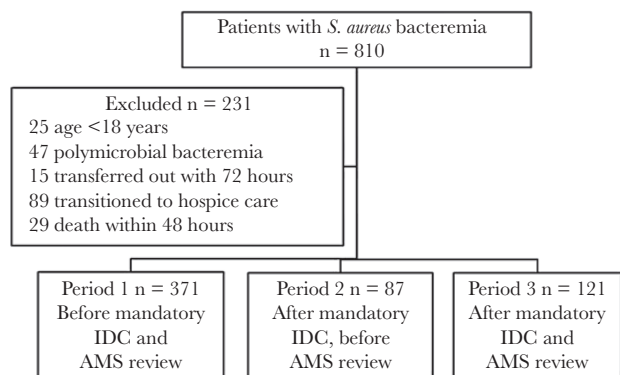 Patients with S. aureus bacteremia
n = 810
Excluded n = 231
25 age <18 years
47 polymicrobial bacteremia
15 transferred out with 72 hours
89 transitioned to hospice care
29 death within 48 hours
Period 1 n = 371
Before mandatory
IDC and
AMS review
Period 2 n = 87
After mandatory
IDC, before
AMS review
Period 3 n = 121
After mandatory
IDC and
AMS review